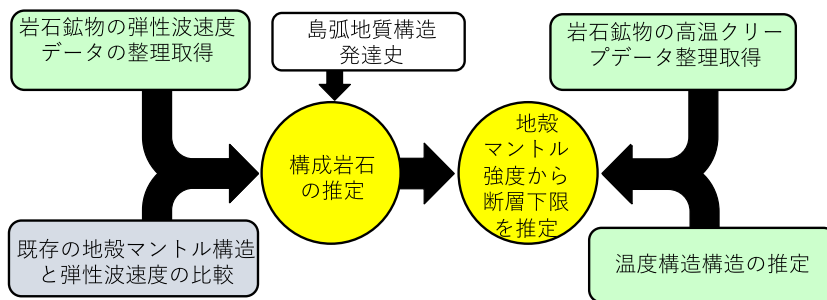 岩石鉱物の弾性波速度
データの整理取得
島弧地質構造
発達史
岩石鉱物の高温クリー
プデータ整理取得
構成岩石
の推定
地殻
マントル
強度から
断層下限
を推定
既存の地殻マントル構造
と弾性波速度の比較
温度構造構造の推定